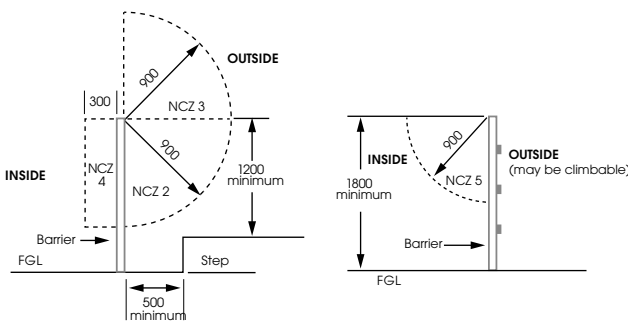 OUTSIDE
900
300
NCZ 3
900
INSIDE
NCZ
4
NCZ 2
1200
minimum
Barrier
FGL
Step
500
minimum
900
INSIDE
OUTSIDE
(may be climbable)
NCZ 5
1800
minimum
Barrier
FGL